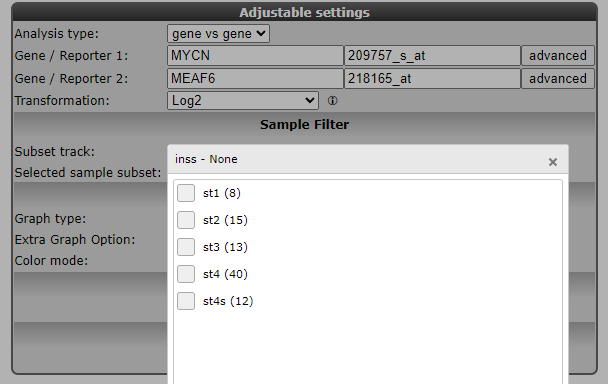 Adjustable settings
Analysis type: gene vs gene
Gene / Reporter 1: MYCN 209757_s_at advanced
Gene / Reporter 2: MEAF6 218165_at advanced
Transformation: Log2
Sample Filter
Subset track:
Selected sample subset:
inss - None ×
st1 (8)
st2 (15)
st3 (13)
st4 (40)
st4s (12)
Graph type:
Extra Graph Option:
Color mode: